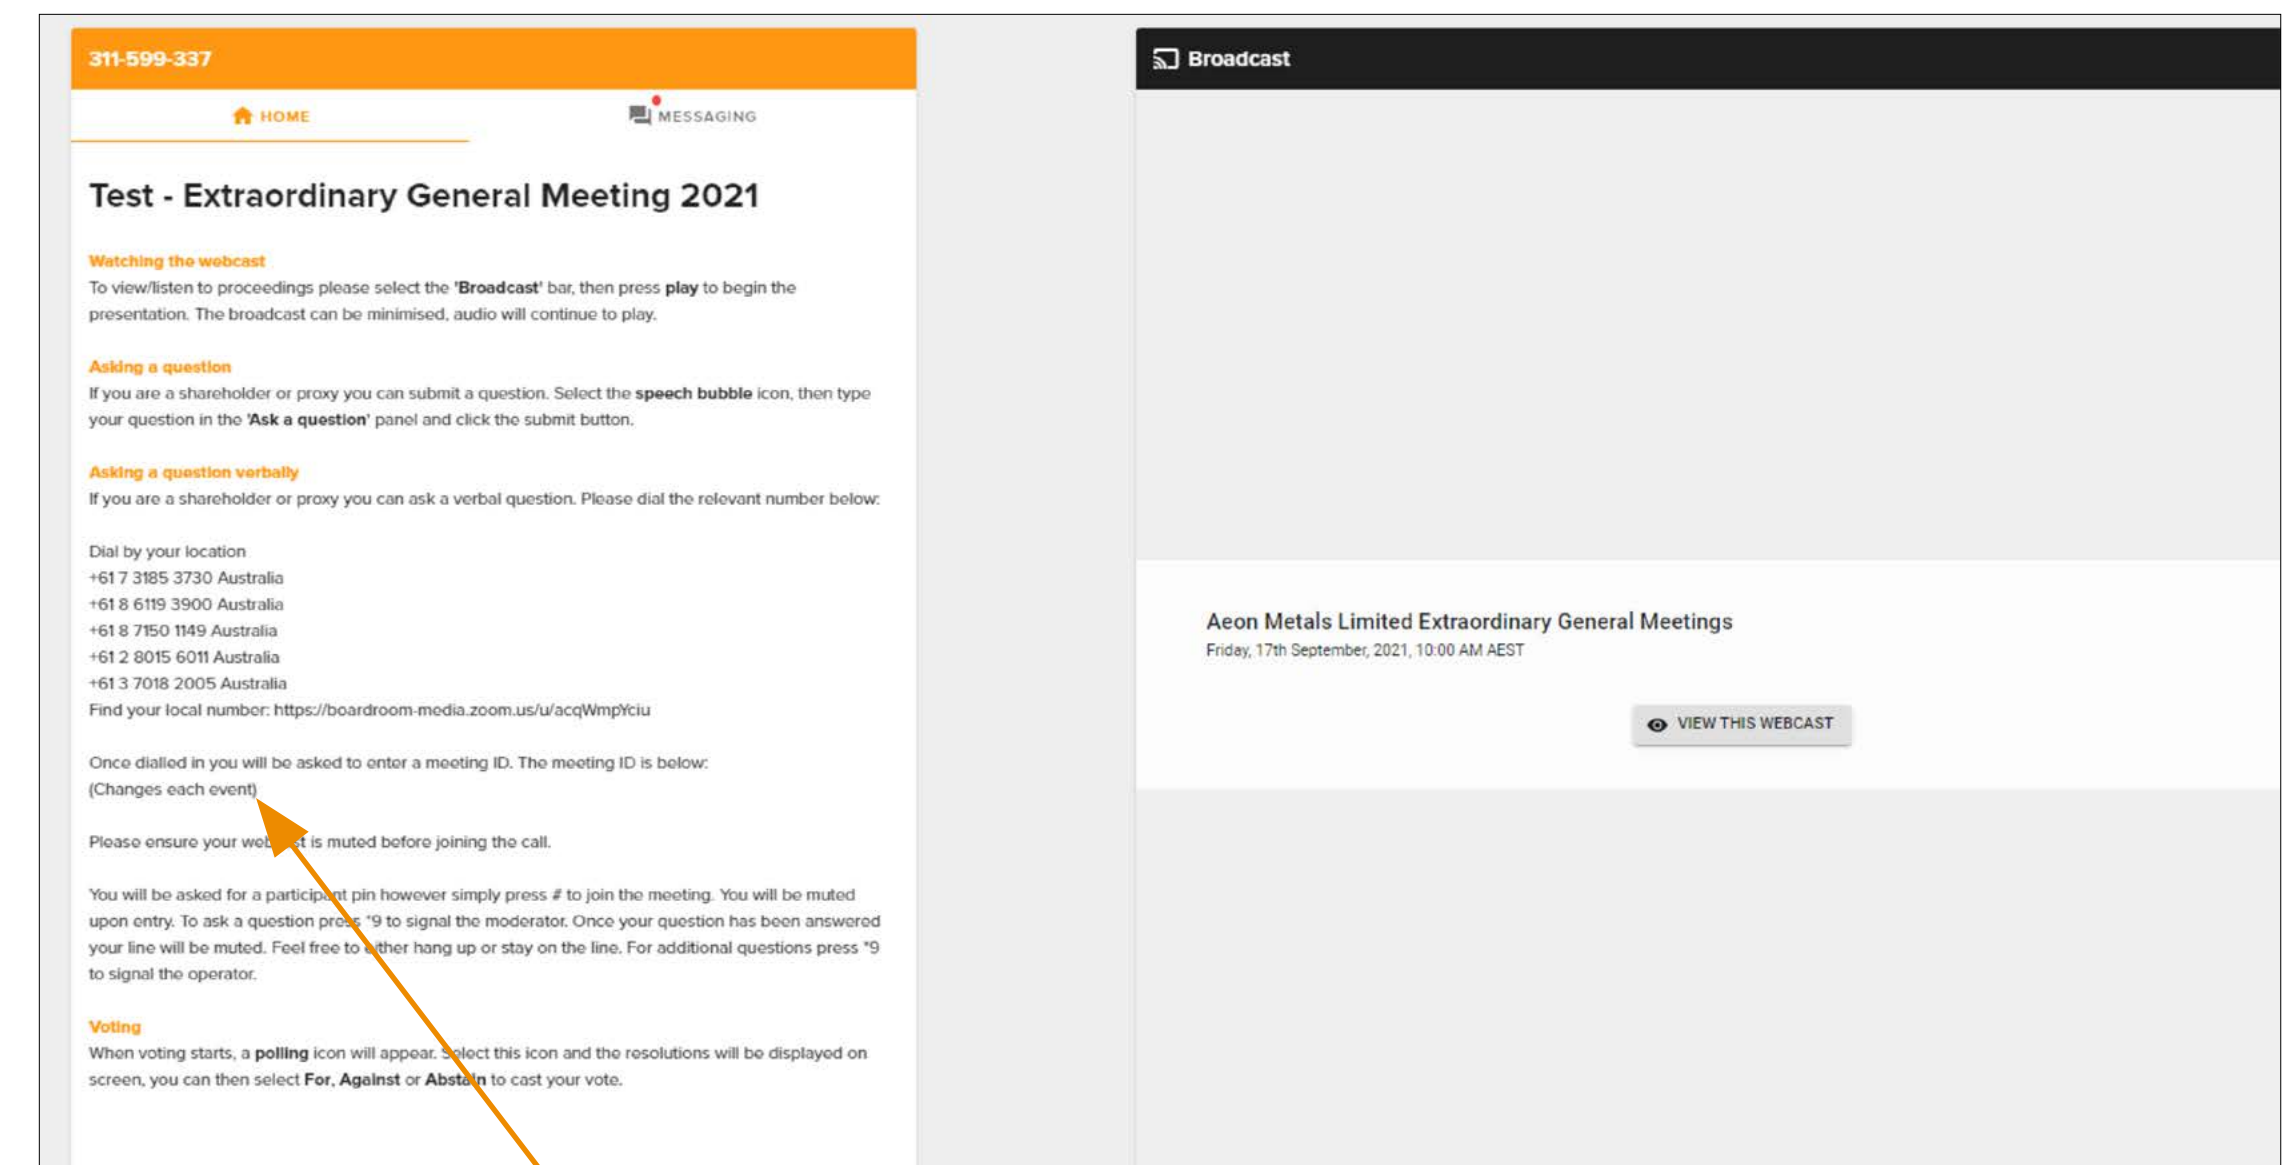 311-599-337
HOME
MESSAGING
Test - Extraordinary General Meeting 2021
Watching the webcast
To view/listen to proceedings please select the 'Broadcast' bar, then press play to begin the
presentation. The broadcast can be minimised, audio will continue to play.
Asking a question
If you are a shareholder or proxy you can submit a question. Select the speech bubble icon, then type
your question in the 'Ask a question' panel and click the submit button.
Asking a question verbally
If you are a shareholder or proxy you can ask a verbal question. Please dial the relevant number below:
Dial by your location
+61 7 3185 3730 Australia
+61 8 6119 3900 Australia
+61 8 7150 1149 Australia
+61 2 8015 6011 Australia
+61 3 7018 2005 Australia
Find your local number: https://boardroom-media.zoom.us/u/acqWmpYciu
Once dialled in you will be asked to enter a meeting ID. The meeting ID is below:
(Changes each event)
Please ensure your webcast is muted before joining the call.
You will be asked for a participant pin however simply press # to join the meeting. You will be muted
upon entry. To ask a question press *9 to signal the moderator. Once your question has been answered
your line will be muted. Feel free to either hang up or stay on the line. For additional questions press *9
to signal the operator.
Voting
When voting starts, a polling icon will appear. Select this icon and the resolutions will be displayed on
screen, you can then select For, Against or Abstain to cast your vote.
Broadcast
Aeon Metals Limited Extraordinary General Meetings
Friday, 17th September, 2021, 10:00 AM AEST
VIEW THIS WEBCAST